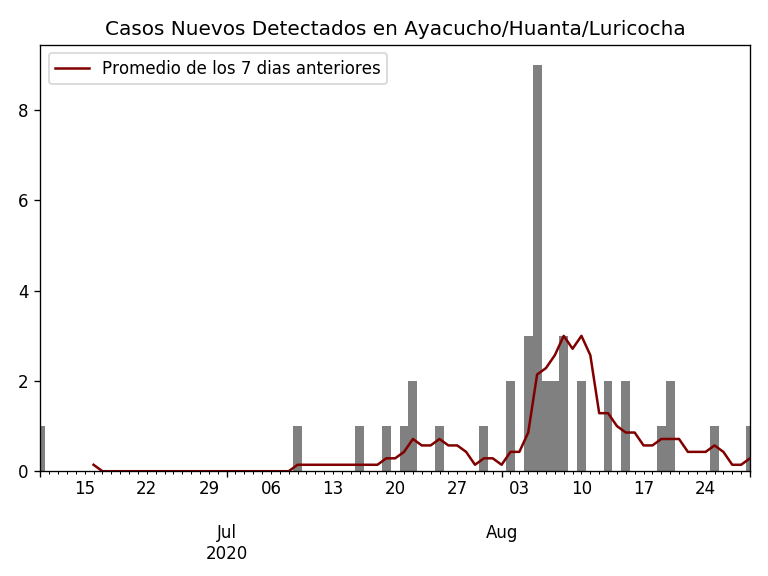 Casos Nuevos Detectados en Ayacucho/Huanta/Luricocha
Promedio de los 7 dias anteriores
8
6
4
2
0
15 22 29 06 13 20 27 03 10 17 24
Jul Aug
2020